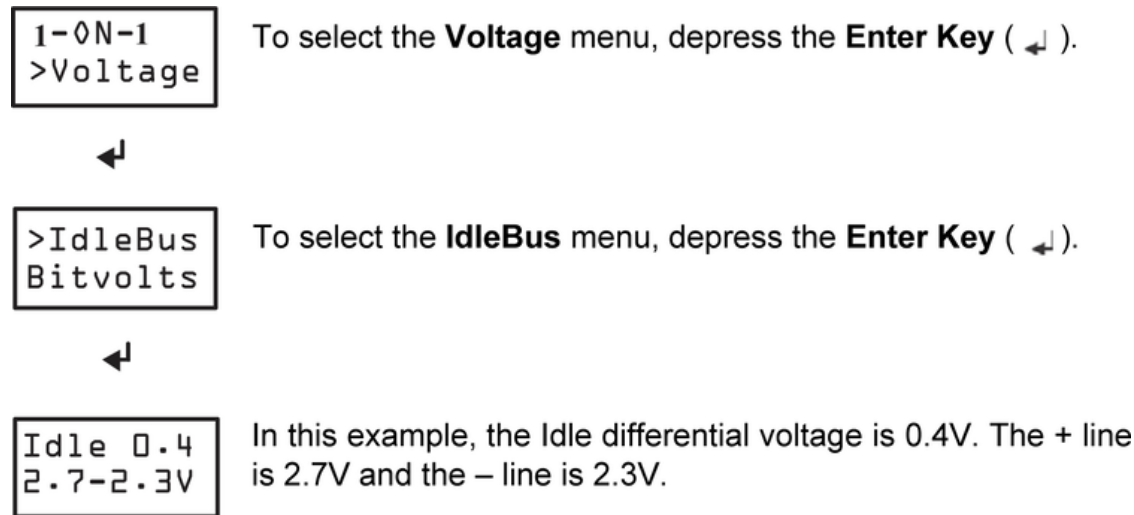 1-◊N-1
>Voltage
To select the Voltage menu, depress the Enter Key ( ↵ ).
↵
>IdleBus
Bitvolts
To select the IdleBus menu, depress the Enter Key ( ↵ ).
↵
Idle 0.4
2.7-2.3V
In this example, the Idle differential voltage is 0.4V. The + line
is 2.7V and the – line is 2.3V.